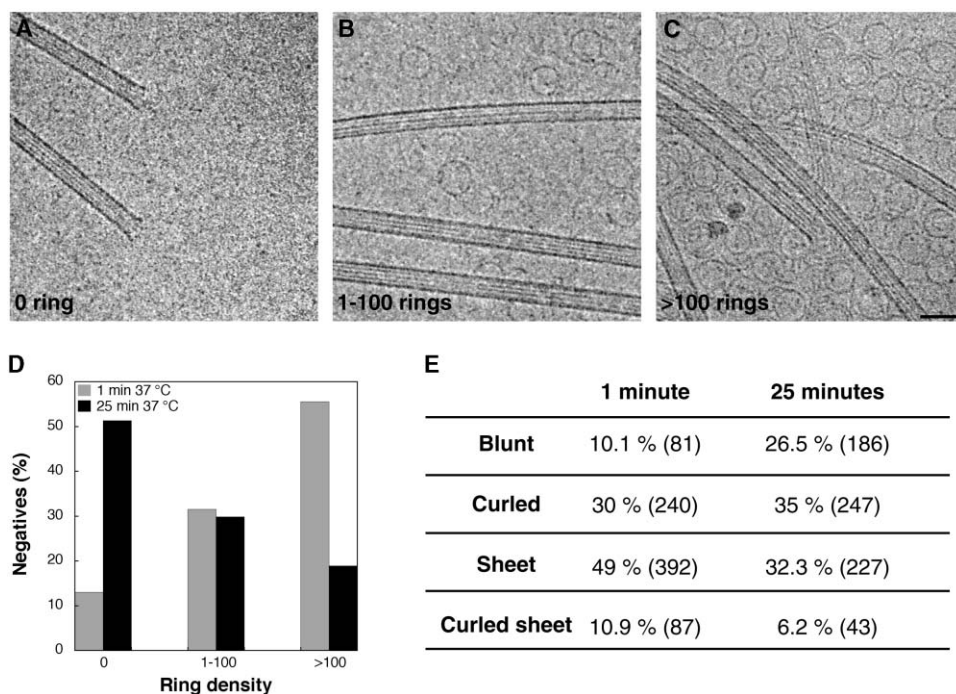 A
0 ring
B
1-100 rings
C
>100 rings
D
1 min 37 °C
25 min 37 °C
Negatives (%)
60
50
40
30
20
10
0
0 1-100 >100
Ring density
E
1 minute 25 minutes
Blunt 10.1 % (81) 26.5 % (186)
Curled 30 % (240) 35 % (247)
Sheet 49 % (392) 32.3 % (227)
Curled sheet 10.9 % (87) 6.2 % (43)